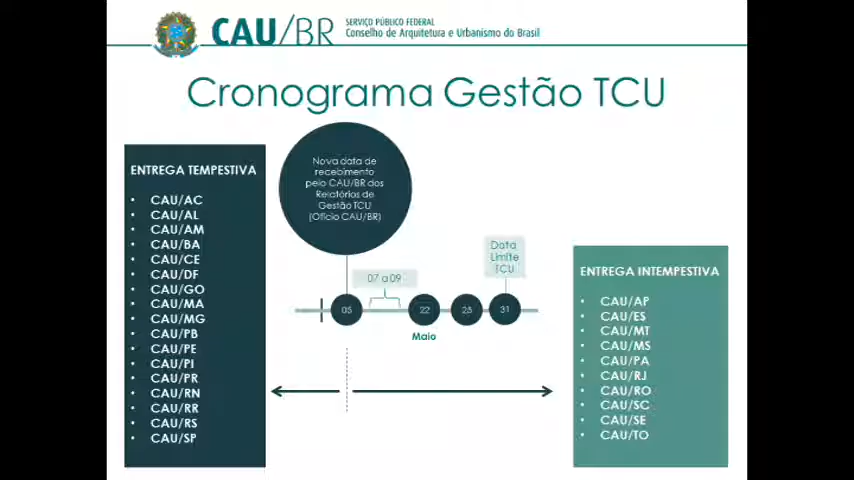 CAU/BR
SERVIÇO PÚBLICO FEDERAL
Conselho de Arquitetura e Urbanismo do Brasil
Cronograma Gestão TCU
ENTREGA TEMPESTIVA
• CAU/AC
• CAU/AL
• CAU/AM
• CAU/BA
• CAU/CE
• CAU/DF
• CAU/GO
• CAU/MA
• CAU/MG
• CAU/PB
• CAU/PE
• CAU/PI
• CAU/PR
• CAU/RN
• CAU/RR
• CAU/RS
• CAU/SP
Nova data de
recebimento
pelo CAU/BR dos
Relatórios de
Gestão TCU
(Ofício CAU/BR)
07 a 09
Data
Limite
TCU
05
22
25
31
Maio
ENTREGA INTEMPESTIVA
• CAU/AP
• CAU/ES
• CAU/MT
• CAU/MS
• CAU/PA
• CAU/RJ
• CAU/RO
• CAU/SC
• CAU/SE
• CAU/TO